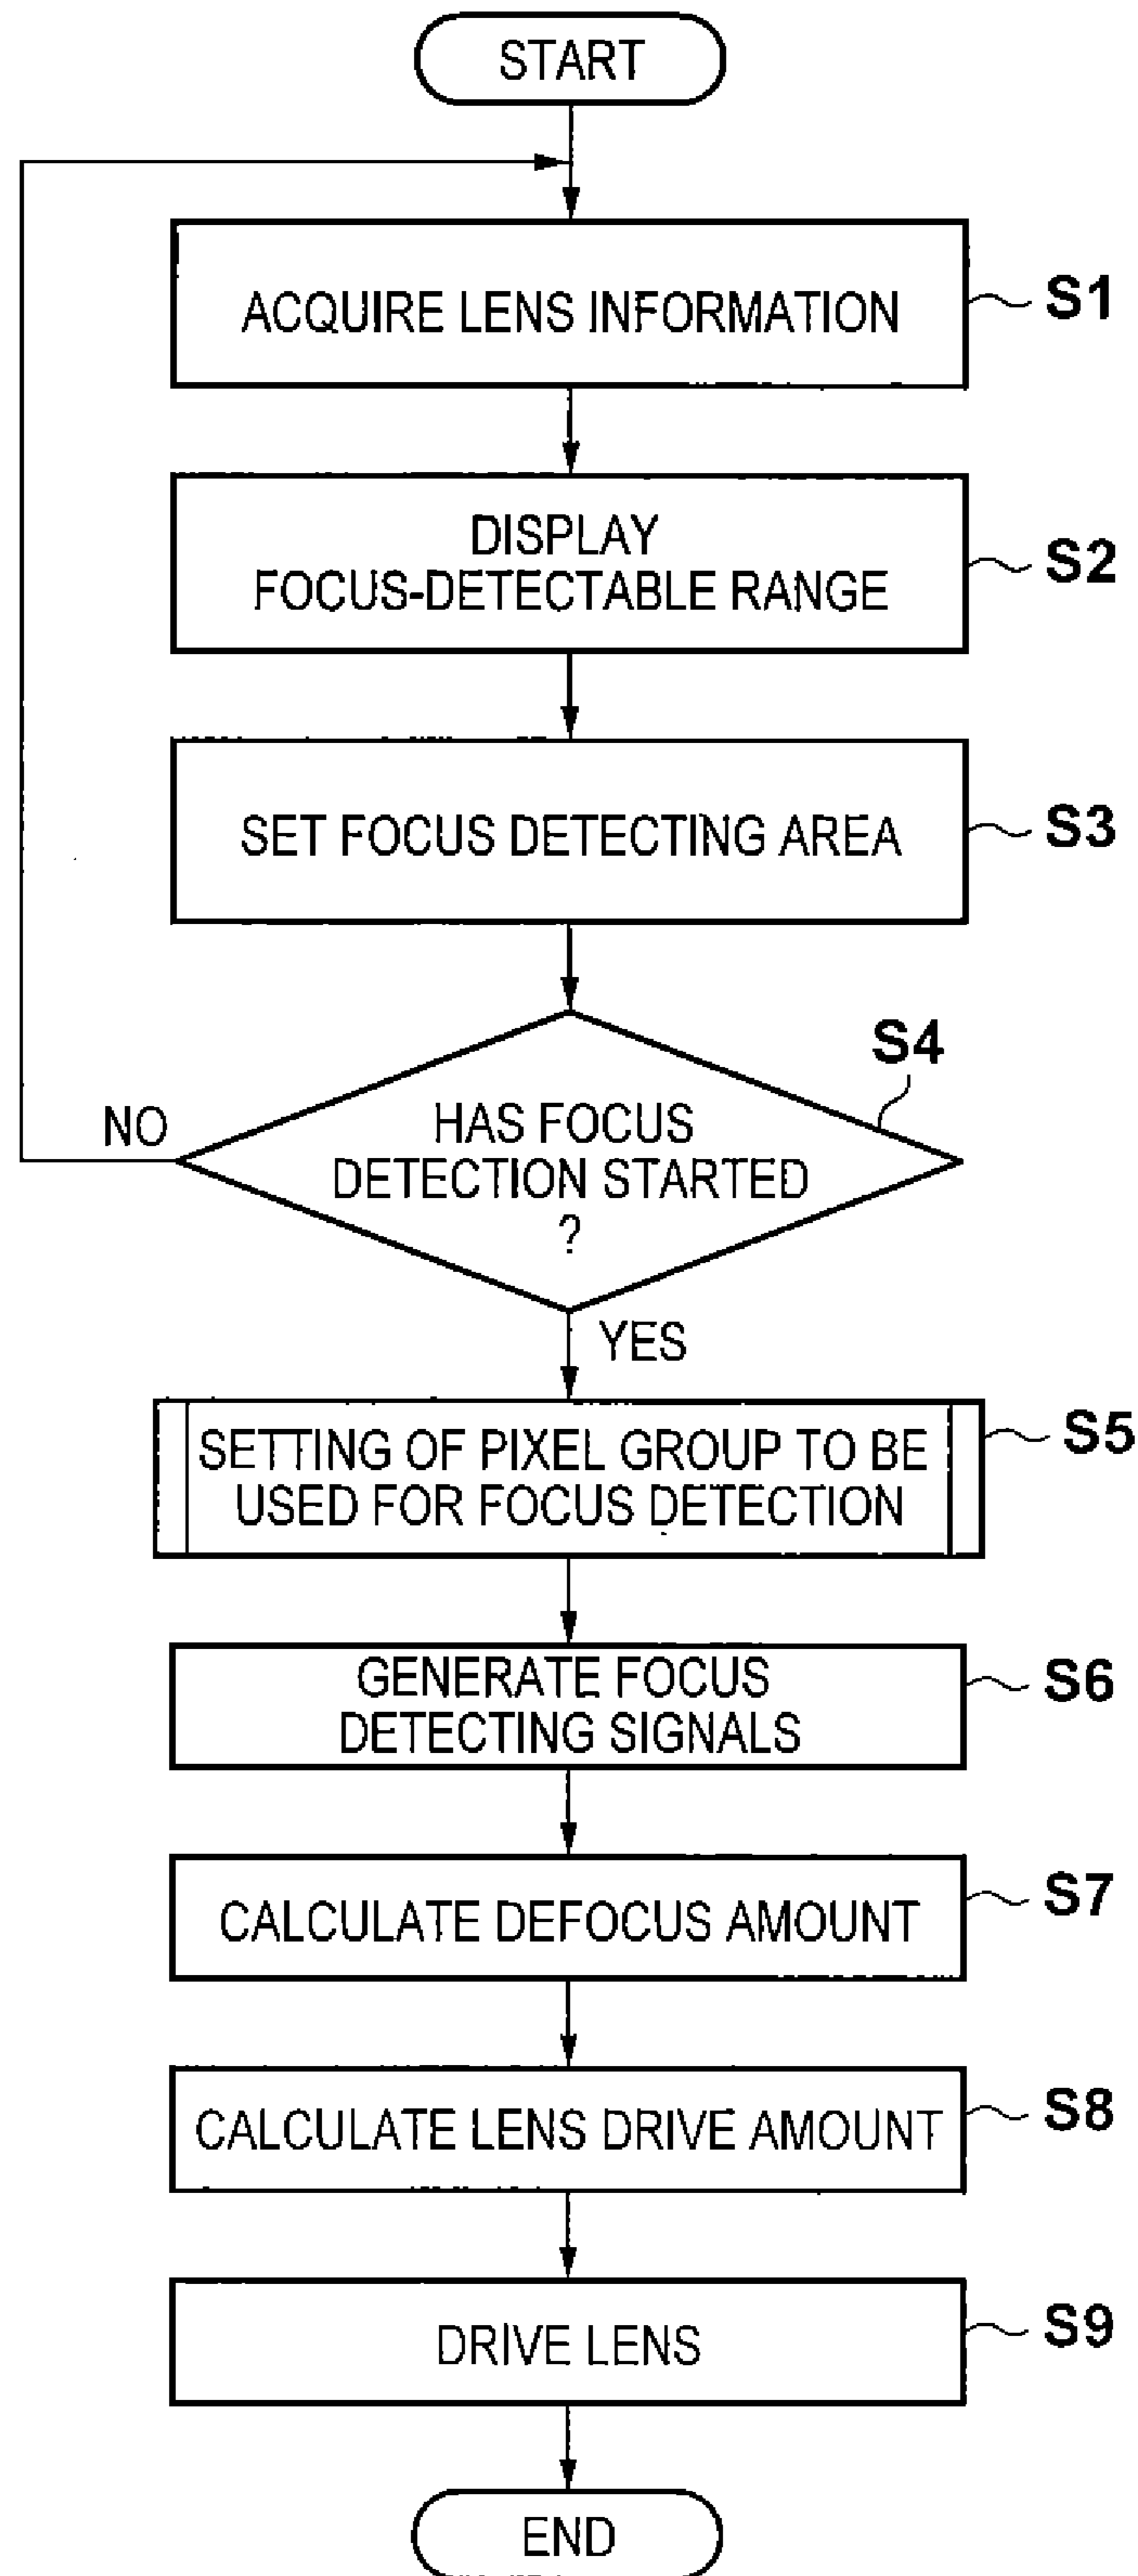 START
ACQUIRE LENS INFORMATION
S1
DISPLAY
FOCUS-DETECTABLE RANGE
S2
SET FOCUS DETECTING AREA
S3
S4
HAS FOCUS
DETECTION STARTED
?
NO
YES
SETTING OF PIXEL GROUP TO BE
USED FOR FOCUS DETECTION
S5
GENERATE FOCUS
DETECTING SIGNALS
S6
CALCULATE DEFOCUS AMOUNT
S7
CALCULATE LENS DRIVE AMOUNT
S8
DRIVE LENS
S9
END